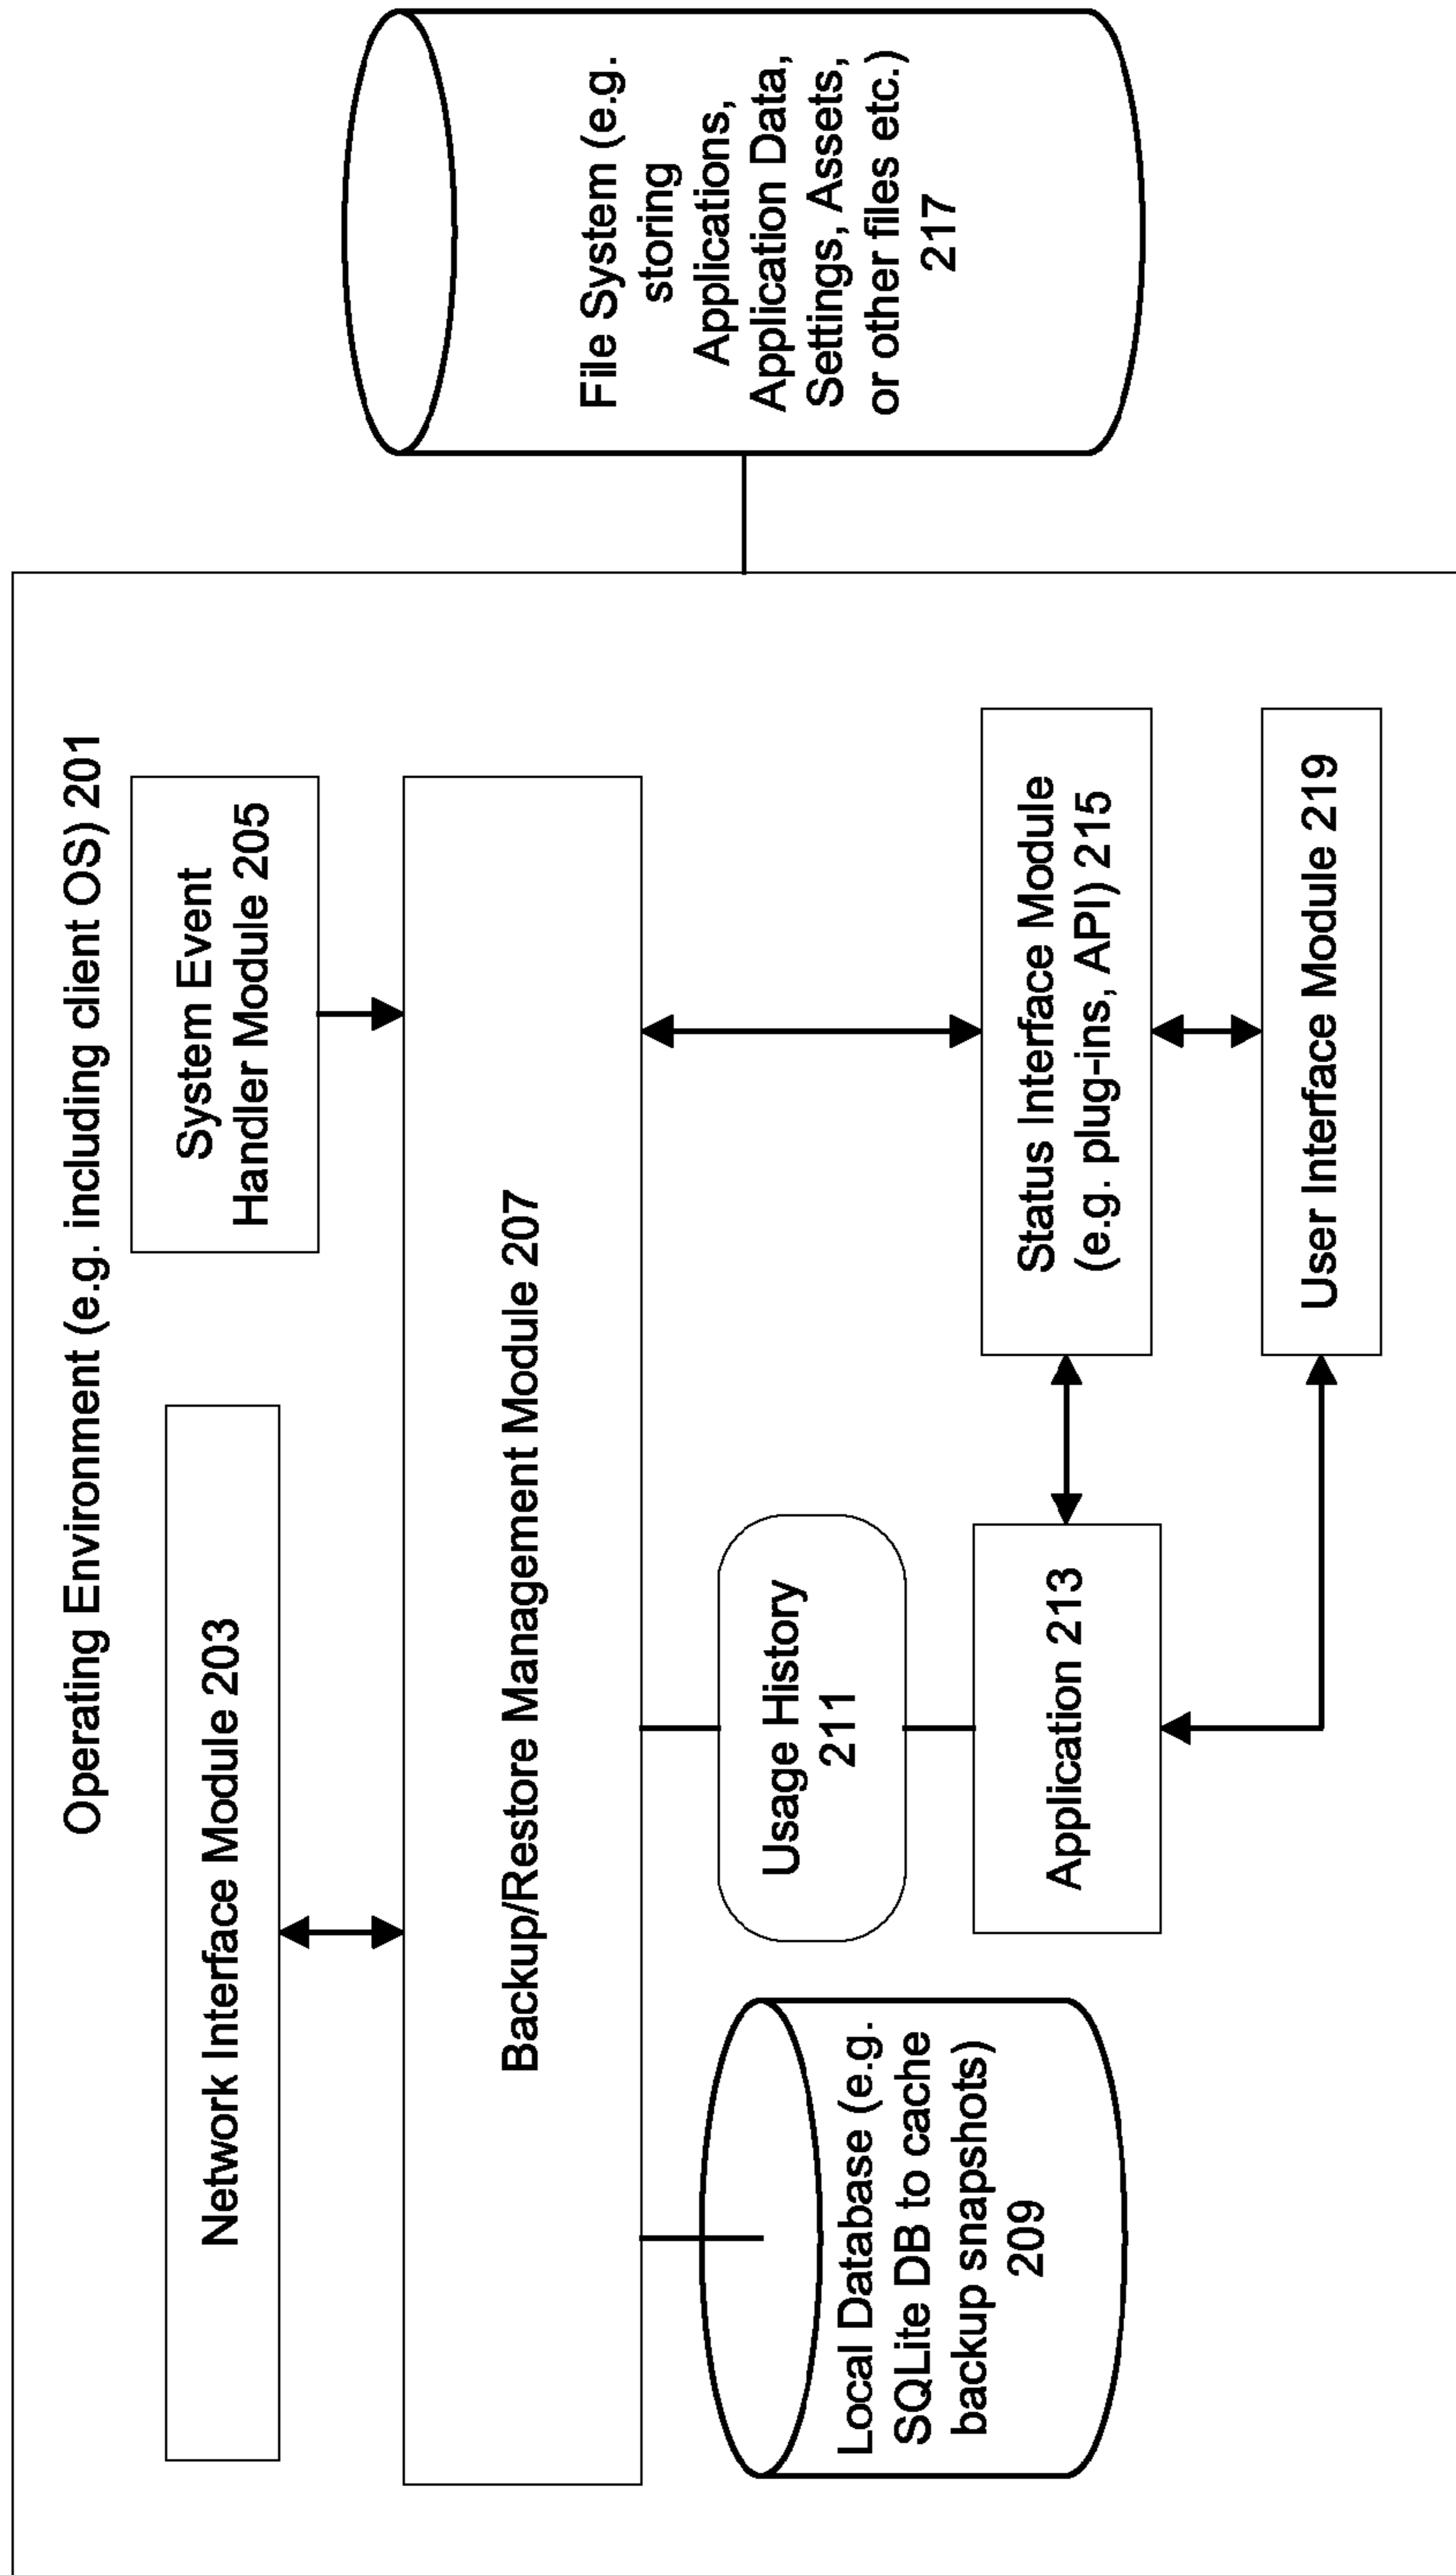 Operating Environment (e.g. including client OS) 201
Network Interface Module 203
System Event
Handler Module 205
Backup/Restore Management Module 207
Local Database (e.g.
SQLite DB to cache
backup snapshots)
209
Usage History
211
Application 213
Status Interface Module
(e.g. plug-ins, API) 215
User Interface Module 219
File System (e.g.
storing
Applications,
Application Data,
Settings, Assets,
or other files etc.)
217